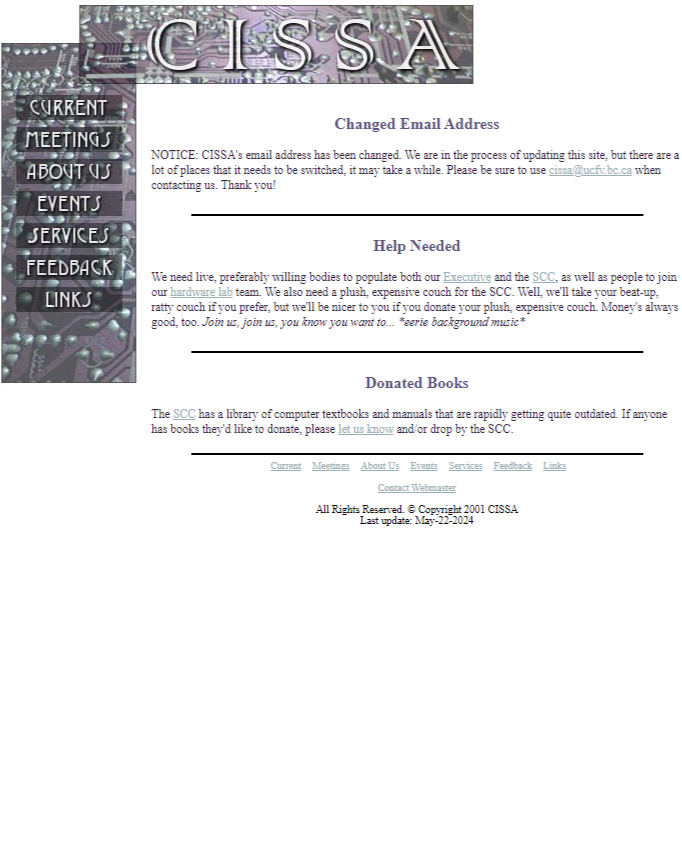 CISSA
CURRENT
MEETINGS
ABOUT US
EVENTS
SERVICES
FEEDBACK
LINKS
Changed Email Address
NOTICE: CISSA's email address has been changed. We are in the process of updating this site, but there are a
lot of places that it needs to be switched, it may take a while. Please be sure to use cissa@ucfv.bc.ca when
contacting us. Thank you!
Help Needed
We need live, preferably willing bodies to populate both our Executive and the SCC, as well as people to join
our hardware lab team. We also need a plush, expensive couch for the SCC. Well, we'll take your beat-up,
ratty couch if you prefer, but we'll be nicer to you if you donate your plush, expensive couch. Money's always
good, too. Join us, join us, you know you want to... *eerie background music*
Donated Books
The SCC has a library of computer textbooks and manuals that are rapidly getting quite outdated. If anyone
has books they'd like to donate, please let us know and/or drop by the SCC.
Current Meetings About Us Events Services Feedback Links
Contact Webmaster
All Rights Reserved. © Copyright 2001 CISSA
Last update: May-22-2024